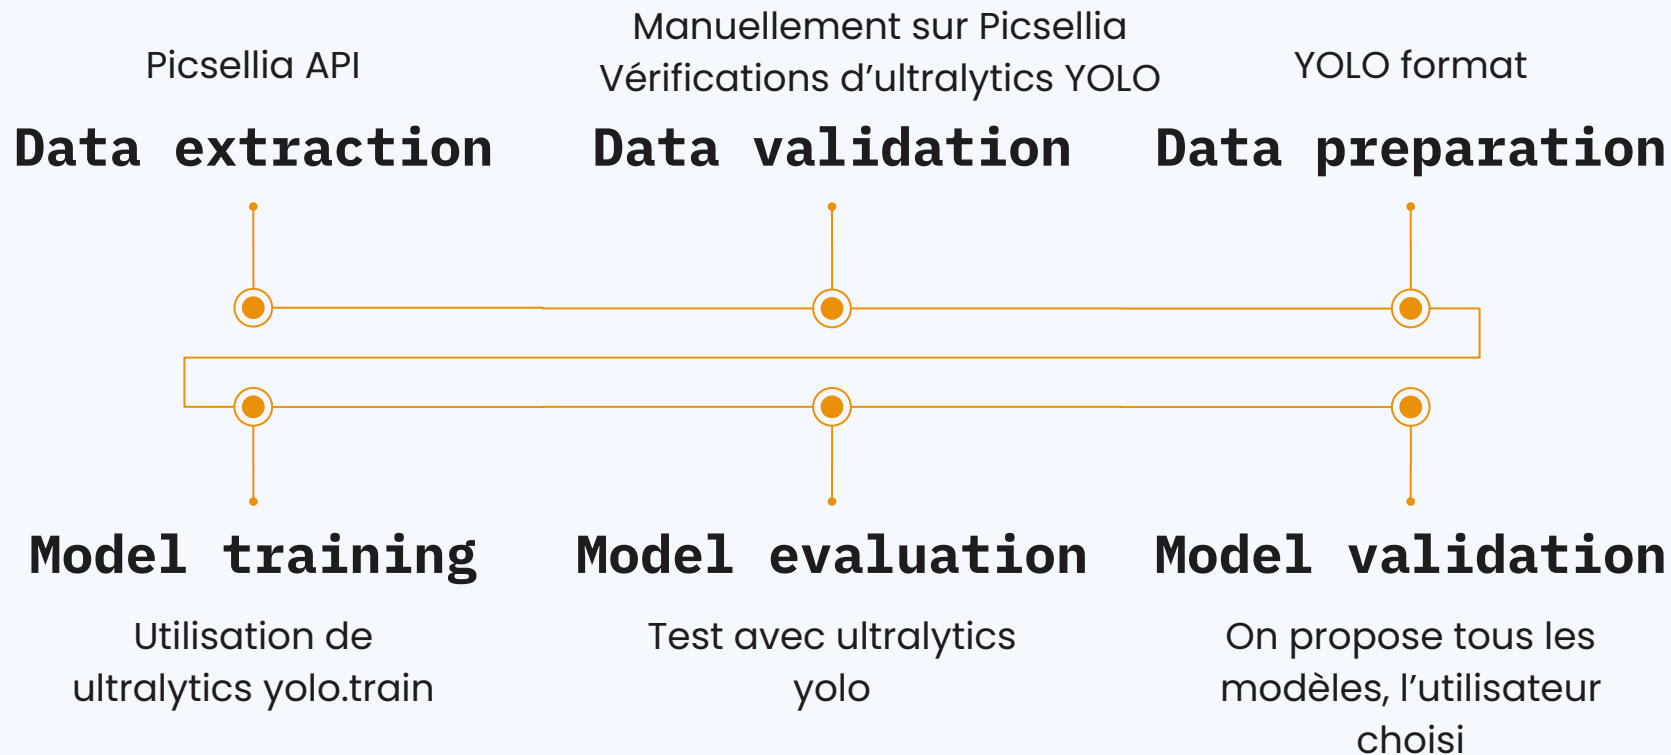 Picsellia API
Data extraction
Manuellement sur Picsellia
Vérifications d’ultralytics YOLO
Data validation
YOLO format
Data preparation
Model training
Utilisation de
ultralytics yolo.train
Model evaluation
Test avec ultralytics
yolo
Model validation
On propose tous les
modèles, l’utilisateur
choisi